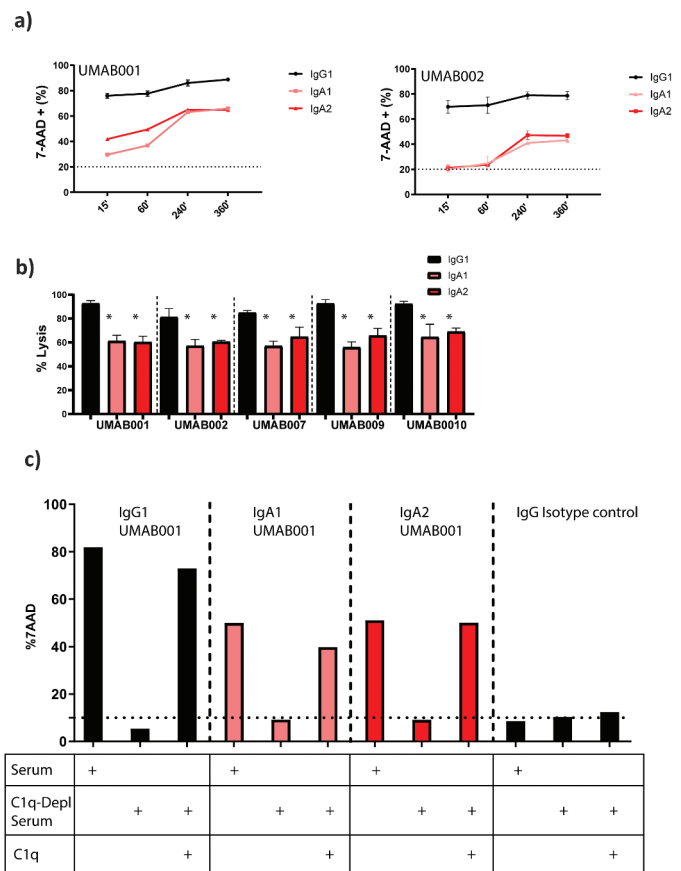 a)
UMAB001
IgG1
IgA1
IgA2
7-AAD + (%)
100
80
60
40
20
0
15'
60'
240'
360'
UMAB002
IgG1
IgA1
IgA2
7-AAD + (%)
100
80
60
40
20
0
15'
60'
240'
360'
b)
IgG1
IgA1
IgA2
% Lysis
100
80
60
40
20
0
* * * * * * * * * *
UMAB001 UMAB002 UMAB007 UMAB009 UMAB0010
c)
%7AAD
100
80
60
40
20
0
IgG1
UMAB001
IgA1
UMAB001
IgA2
UMAB001
IgG Isotype control
Serum + + + +
C1q-Depl
Serum + + + + + + + +
C1q + + + +